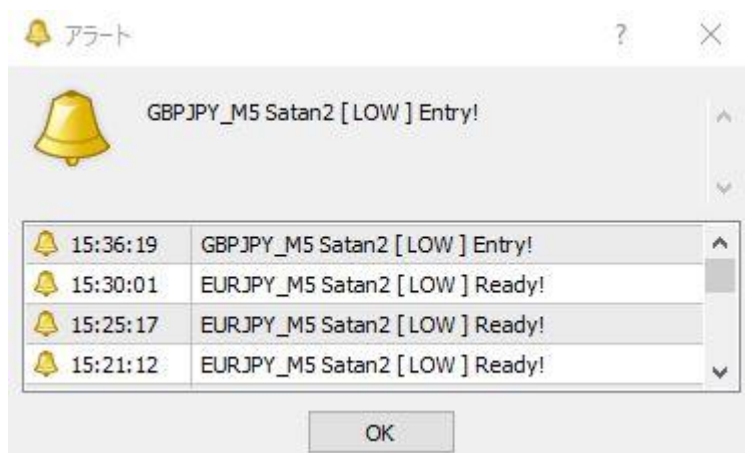 アラート ?
GBPJPY_M5 Satan2 [ LOW ] Entry!
15:36:19 GBPJPY_M5 Satan2 [ LOW ] Entry!
15:30:01 EURJPY_M5 Satan2 [ LOW ] Ready!
15:25:17 EURJPY_M5 Satan2 [ LOW ] Ready!
15:21:12 EURJPY_M5 Satan2 [ LOW ] Ready!
OK